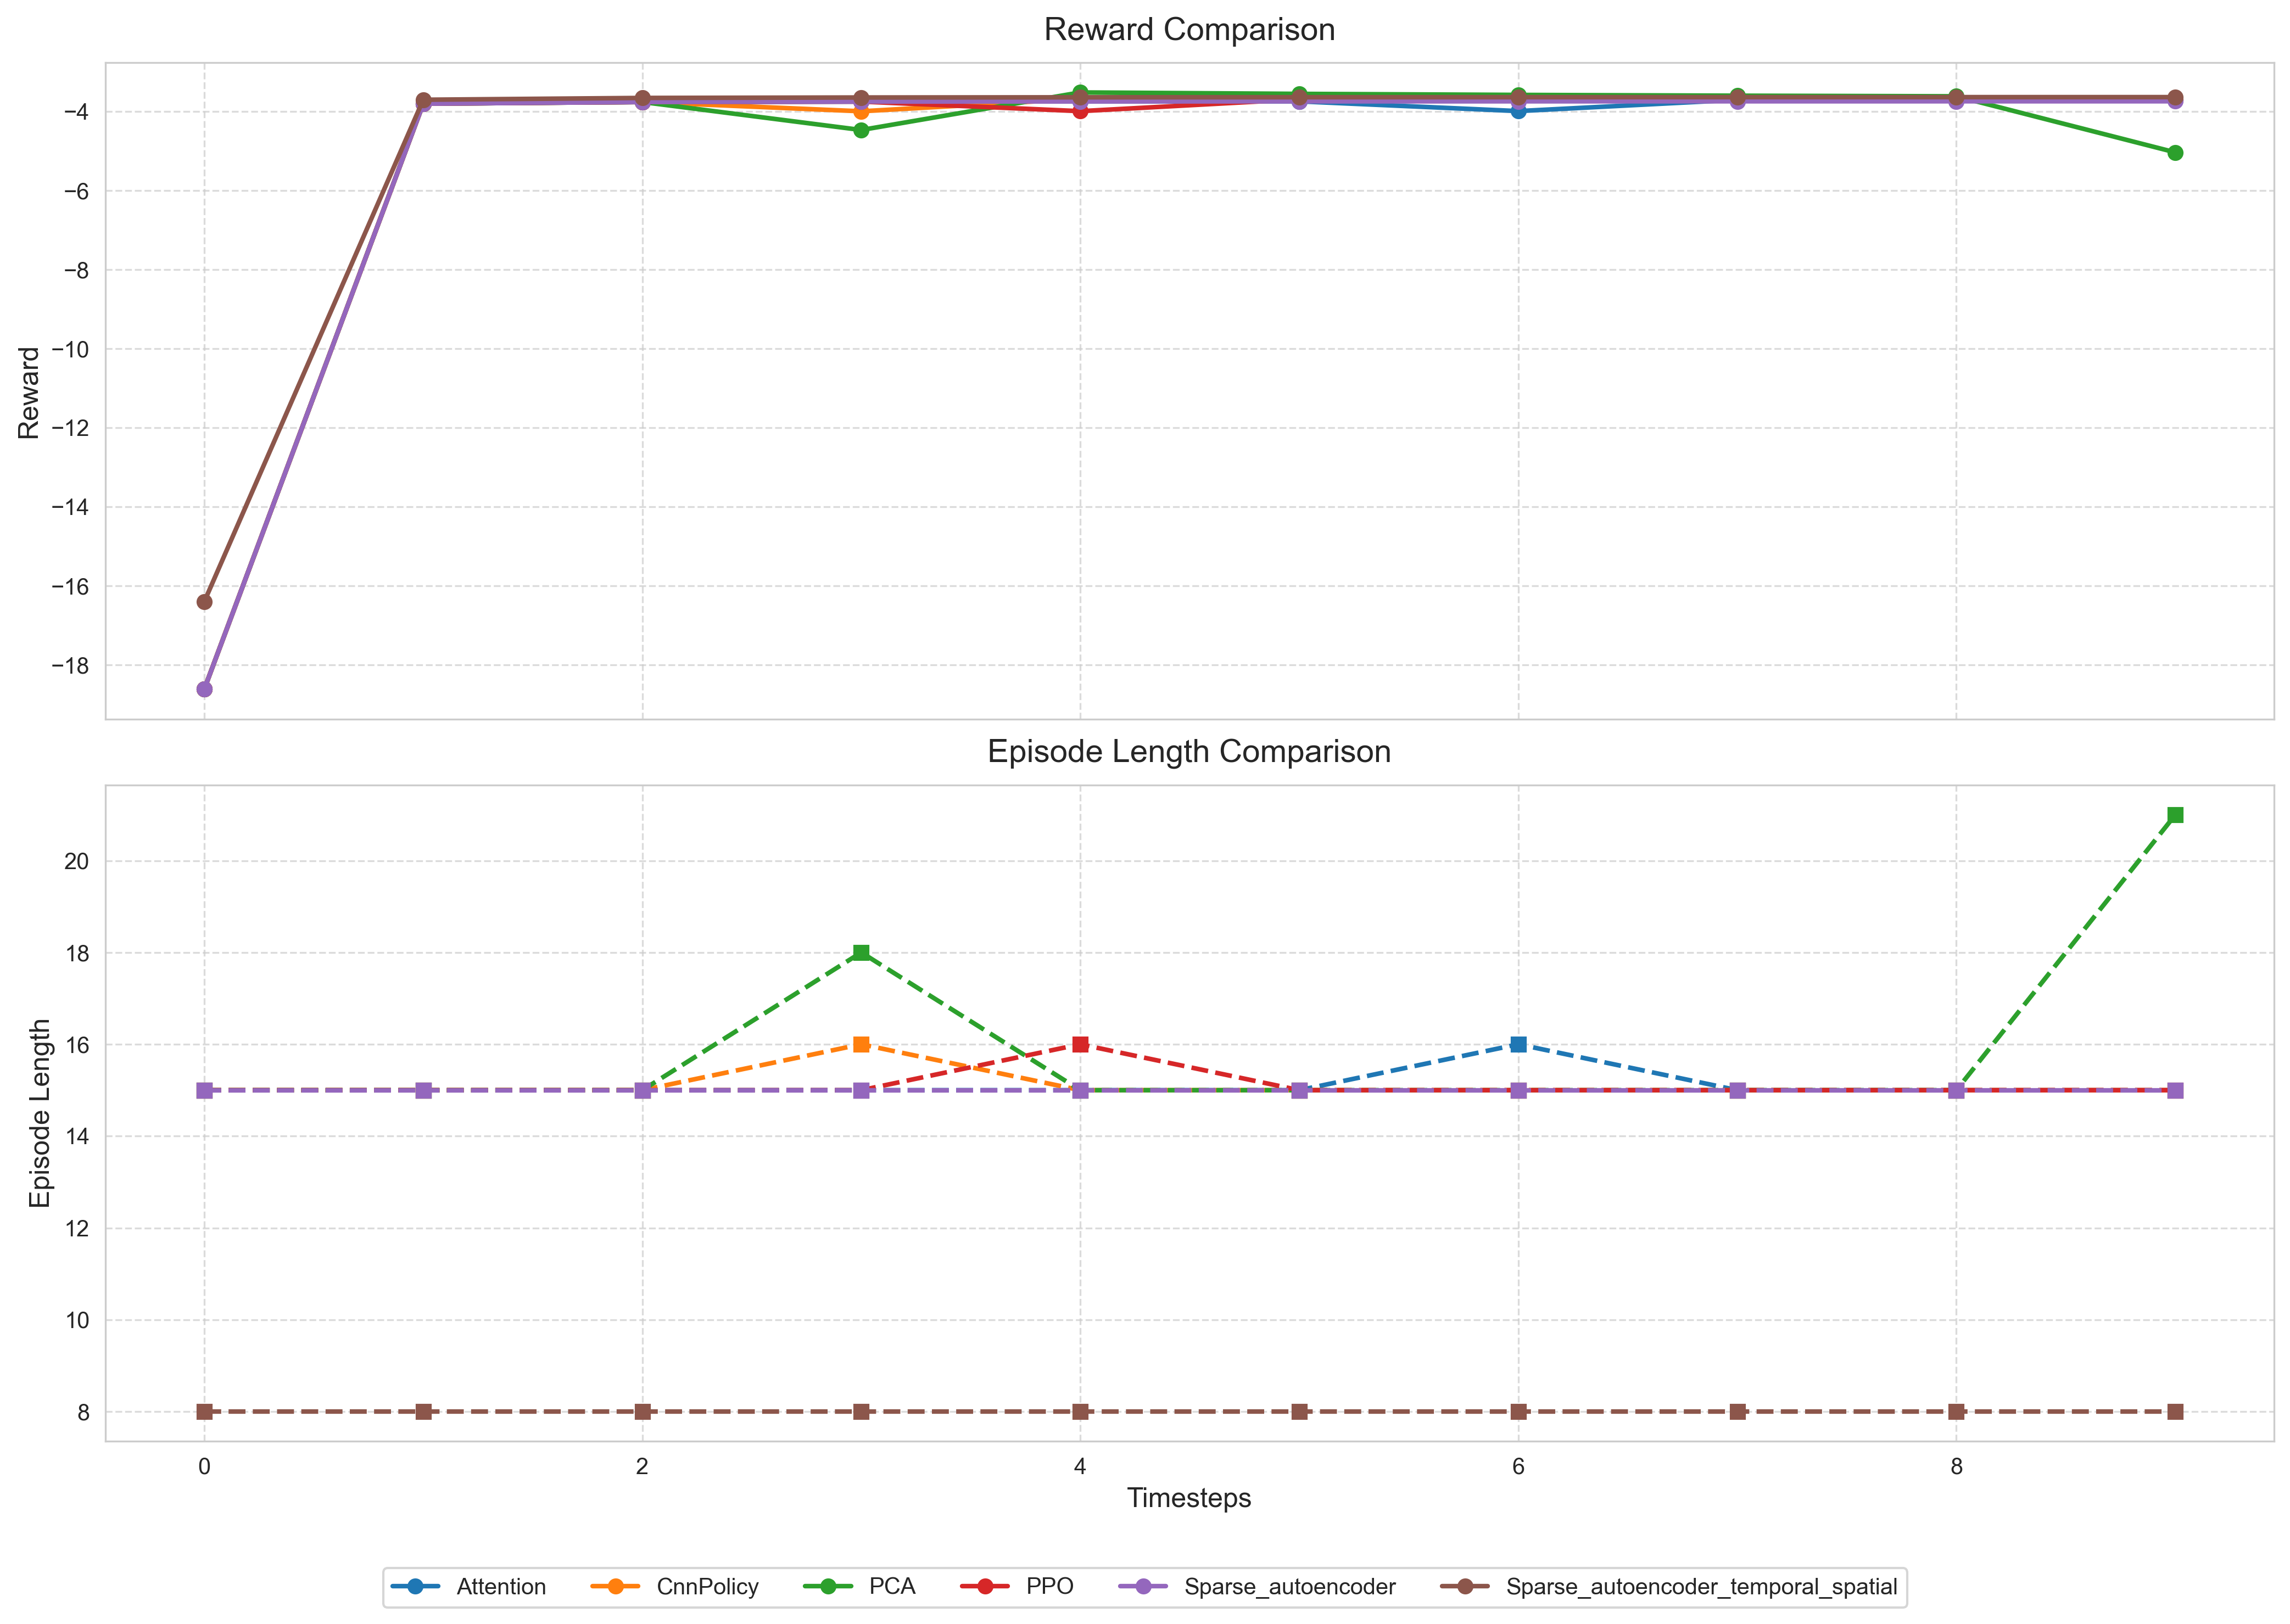 Reward Comparison
−4
−6
−8
−10
−12
−14
−16
−18
Reward
Episode Length Comparison
20
18
16
14
12
10
8
Episode Length
0 2 4 6 8
Timesteps
Attention CnnPolicy PCA PPO Sparse_autoencoder Sparse_autoencoder_temporal_spatial